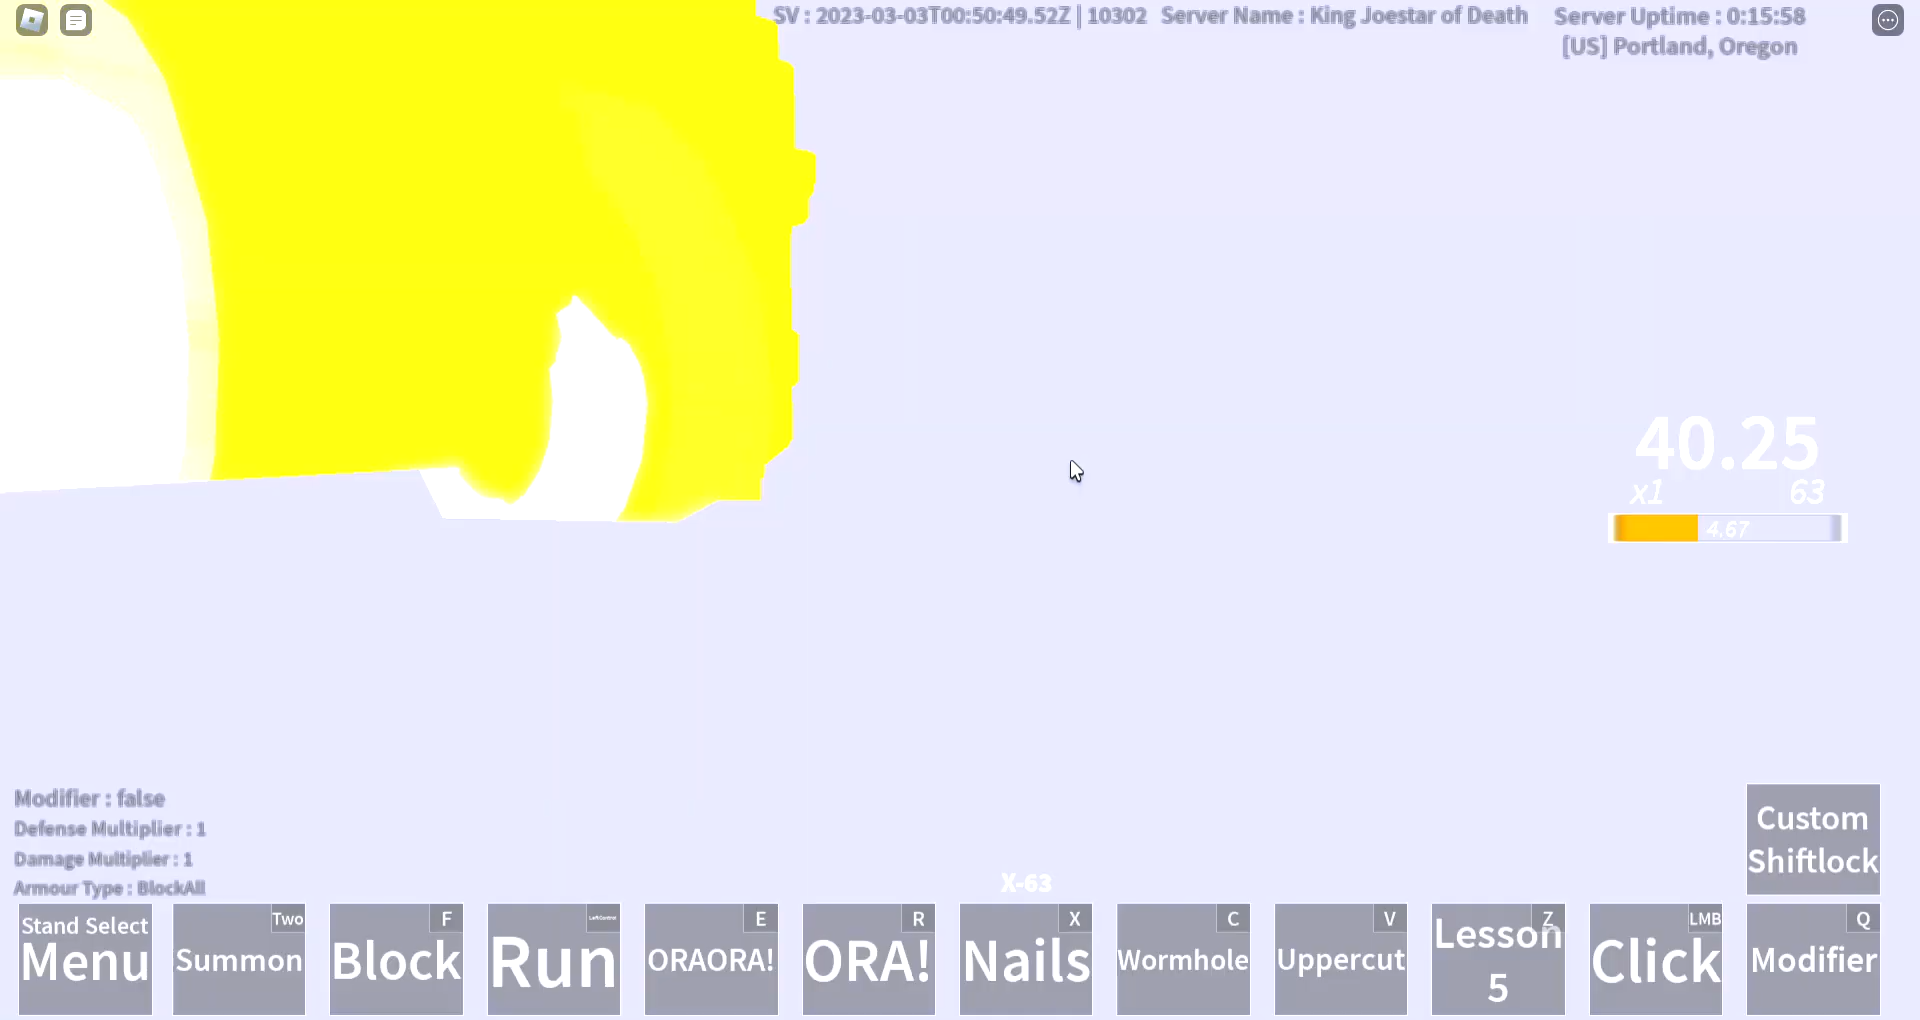 SV : 2023-03-03T00:50:49.52Z | 10302 Server Name : King Joestar of Death Server Uptime : 0:15:58
[US] Portland, Oregon
40.25
x1 63
4.67
Modifier : false
Defense Multiplier : 1
Damage Multiplier : 1
Armour Type : BlockAll
X-63
Custom
Shiftlock
Stand Select
Menu
Two
Summon
F
Block
LeftControl
Run
E
ORAORA!
R
ORA!
X
Nails
C
Wormhole
V
Uppercut
Z
Lesson
5
LMB
Click
Q
Modifier